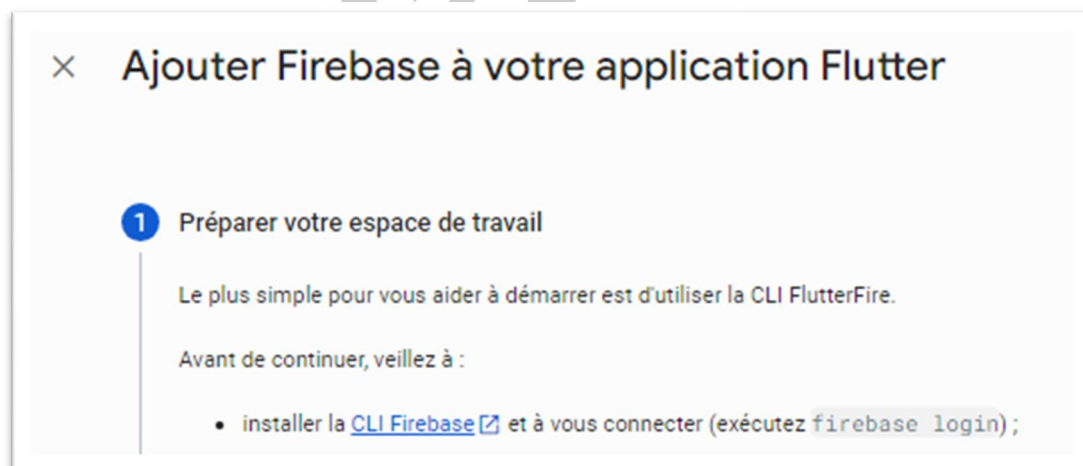 Ajouter Firebase à votre application Flutter
1 Préparer votre espace de travail
Le plus simple pour vous aider à démarrer est d'utiliser la CLI FlutterFire.
Avant de continuer, veillez à :
• installer la CLI Firebase et à vous connecter (exécutez firebase login) ;